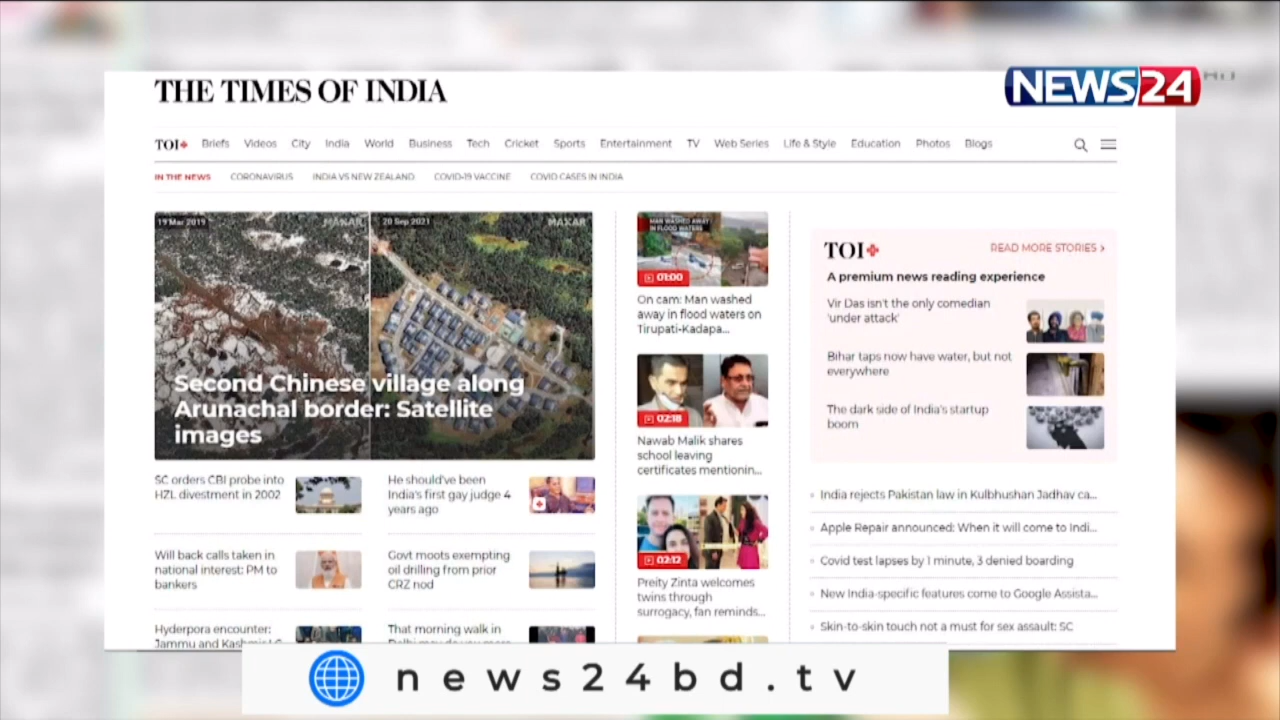 THE TIMES OF INDIA
NEWS24
TOI+ Briefs Videos City India World Business Tech Cricket Sports Entertainment TV Web Series Life & Style Education Photos Blogs
IN THE NEWS CORONAVIRUS INDIA VS NEW ZEALAND COVID-19 VACCINE COVID CASES IN INDIA
19 Mar 2019 MAXAR
20 Sep 2021 MAXAR
Second Chinese village along
Arunachal border: Satellite
images
SC orders CBI probe into
HZL divestment in 2002
He should've been
India's first gay judge 4
years ago
Will back calls taken in
national interest: PM to
bankers
Govt moots exempting
oil drilling from prior
CRZ nod
Hyderpora encounter:
Jammu and Kashmir LG
That morning walk in
MAN WASHED AWAY
IN FLOOD WATERS
01:00
On cam: Man washed
away in flood waters on
Tirupati-Kadapa...
02:18
Nawab Malik shares
school leaving
certificates mentionin...
02:12
Preity Zinta welcomes
twins through
surrogacy, fan reminds...
TOI+ READ MORE STORIES >
A premium news reading experience
Vir Das isn't the only comedian
'under attack'
Bihar taps now have water, but not
everywhere
The dark side of India's startup
boom
India rejects Pakistan law in Kulbhushan Jadhav ca...
Apple Repair announced: When it will come to Indi...
Covid test lapses by 1 minute, 3 denied boarding
New India-specific features come to Google Assista...
Skin-to-skin touch not a must for sex assault: SC
news24bd.tv